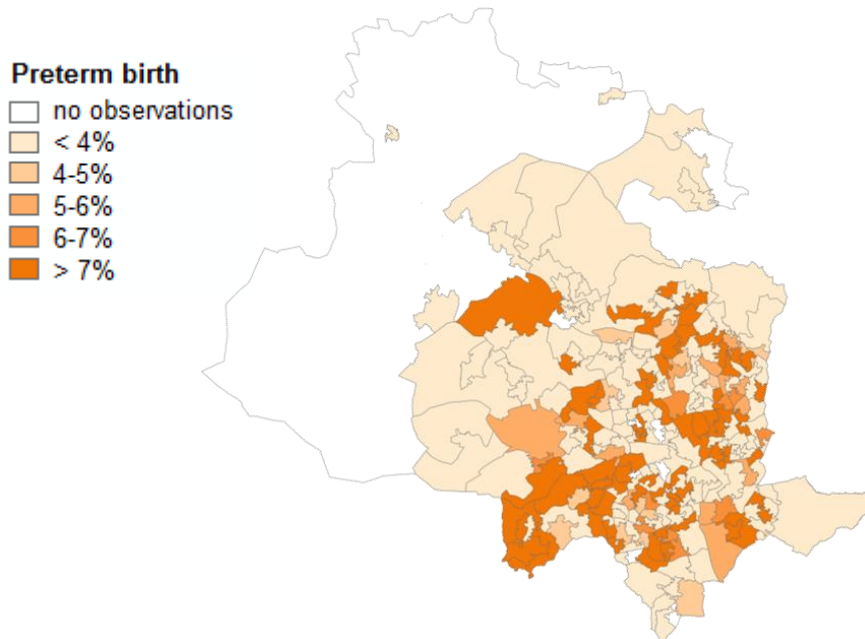 Preterm birth
no observations
< 4%
4-5%
5-6%
6-7%
> 7%